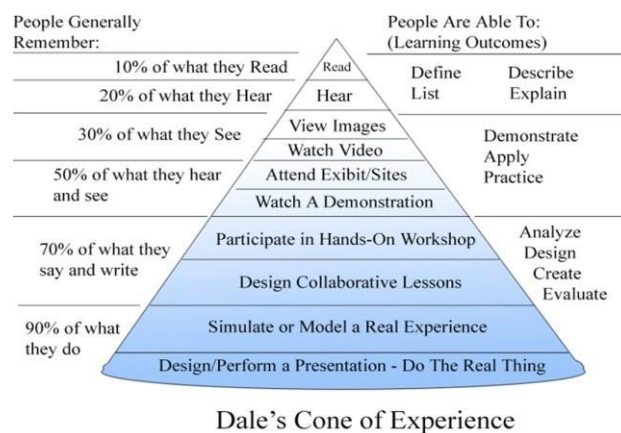 People Generally
Remember:
10% of what they Read
20% of what they Hear
30% of what they See
50% of what they hear
and see
70% of what they
say and write
90% of what
they do
Read
Hear
View Images
Watch Video
Attend Exibit/Sites
Watch A Demonstration
Participate in Hands-On Workshop
Design Collaborative Lessons
Simulate or Model a Real Experience
Design/Perform a Presentation - Do The Real Thing
People Are Able To:
(Learning Outcomes)
Define Describe
List Explain
Demonstrate
Apply
Practice
Analyze
Design
Create
Evaluate
Dale's Cone of Experience